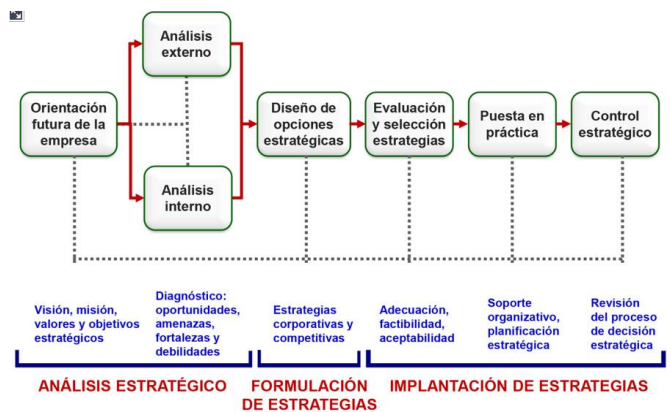 Análisis
externo
Orientación
futura de la
empresa
Diseño de
opciones
estratégicas
Evaluación
y selección
estrategias
Puesta en
práctica
Control
estratégico
Análisis
interno
Visión, misión,
valores y objetivos
estratégicos
Diagnóstico:
oportunidades,
amenazas,
fortalezas y
debilidades
Estrategias
corporativas y
competitivas
Adecuación,
factibilidad,
aceptabilidad
Soporte
organizativo,
planificación
estratégica
Revisión
del proceso
de decisión
estratégica
ANÁLISIS ESTRATÉGICO
FORMULACIÓN
DE ESTRATEGIAS
IMPLANTACIÓN DE ESTRATEGIAS